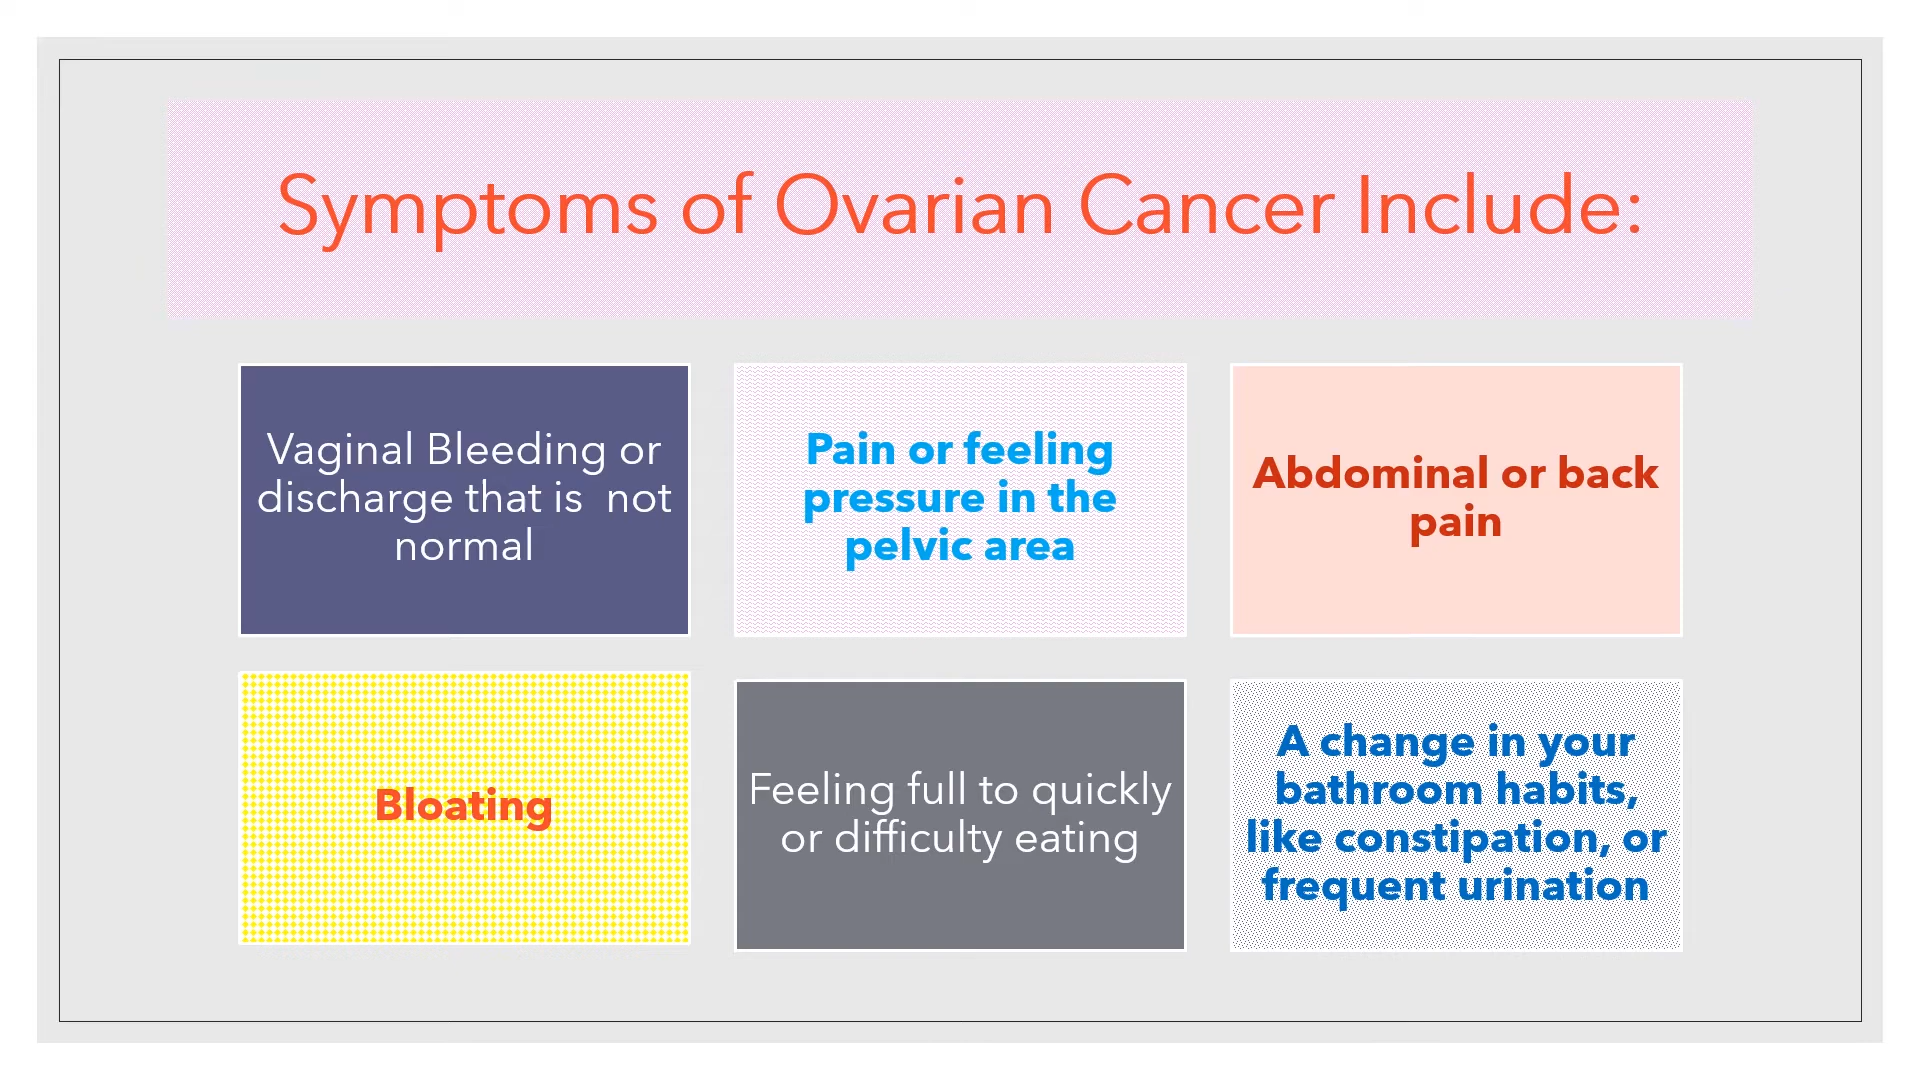 Symptoms of Ovarian Cancer Include:
Vaginal Bleeding or
discharge that is  not
normal
Pain or feeling
pressure in the
pelvic area
Abdominal or back
pain
Bloating
Feeling full to quickly
or difficulty eating
A change in your
bathroom habits,
like constipation, or
frequent urination